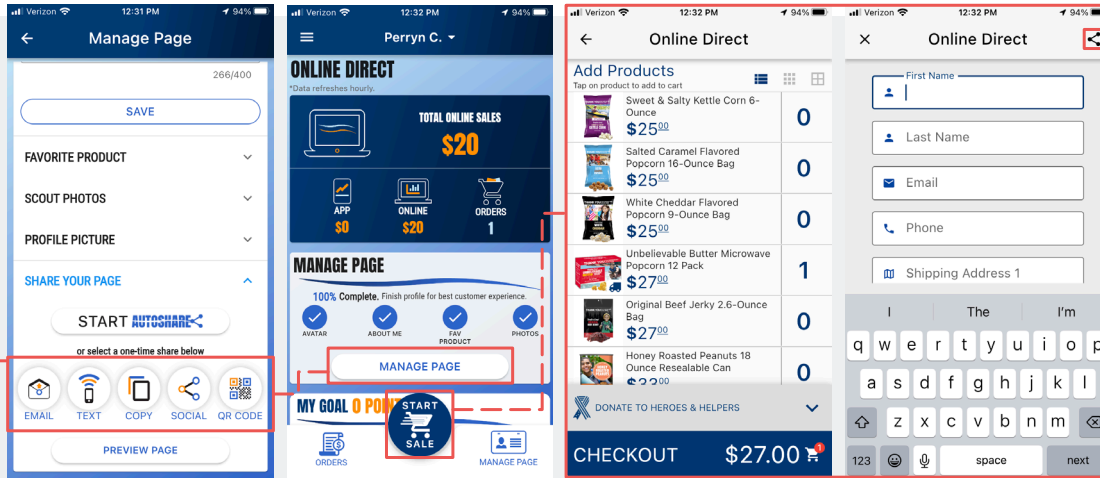 Verizon 12:31 PM 94%
Manage Page
266/400
SAVE
FAVORITE PRODUCT
SCOUT PHOTOS
PROFILE PICTURE
SHARE YOUR PAGE
START AUTOSHARE
or select a one-time share below
EMAIL TEXT COPY SOCIAL QR CODE
PREVIEW PAGE
Verizon 12:32 PM 94%
Perryn C.
ONLINE DIRECT
*Data refreshes hourly.
TOTAL ONLINE SALES
$20
APP ONLINE ORDERS
$0 $20 1
MANAGE PAGE
100% Complete. Finish profile for best customer experience.
AVATAR ABOUT ME FAV PRODUCT PHOTOS
MANAGE PAGE
MY GOAL 0 POIN
START
SALE
ORDERS MANAGE PAGE
Verizon 12:32 PM 94%
Online Direct
Add Products
Tap on product to add to cart
Sweet & Salty Kettle Corn 6-
Ounce
$2500
0
Salted Caramel Flavored
Popcorn 16-Ounce Bag
$2500
0
White Cheddar Flavored
Popcorn 9-Ounce Bag
$2500
0
Unbelievable Butter Microwave
Popcorn 12 Pack
$2700
1
Original Beef Jerky 2.6-Ounce
Bag
$2700
0
Honey Roasted Peanuts 18
Ounce Resealable Can
0
DONATE TO HEROES & HELPERS
CHECKOUT $27.00 1
Verizon 12:32 PM 94%
Online Direct
First Name
Last Name
Email
Phone
Shipping Address 1
I The I'm
q w e r t y u i o p
a s d f g h j k l
z x c v b n m
123 space next